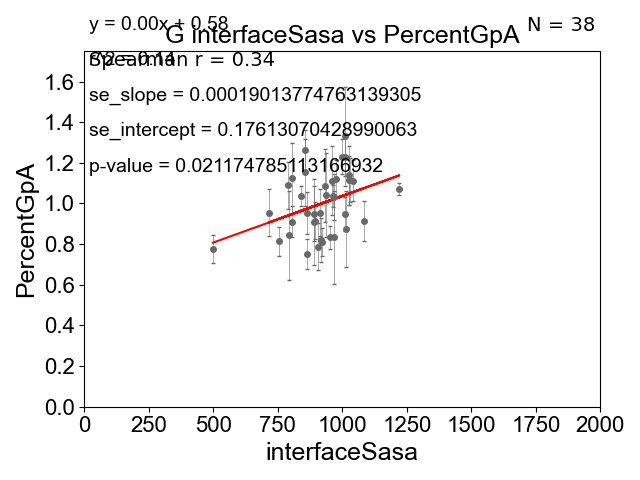 y = 0.00x + 0.58
N = 38
G interfaceSasa vs PercentGpA
Spearman r = 0.34
se_slope = 0.00019013774763139305
se_intercept = 0.17613070428990063
p-value = 0.021174785113166932
PercentGpA
1.6
1.4
1.2
1.0
0.8
0.6
0.4
0.2
0.0
0 250 500 750 1000 1250 1500 1750 2000
interfaceSasa